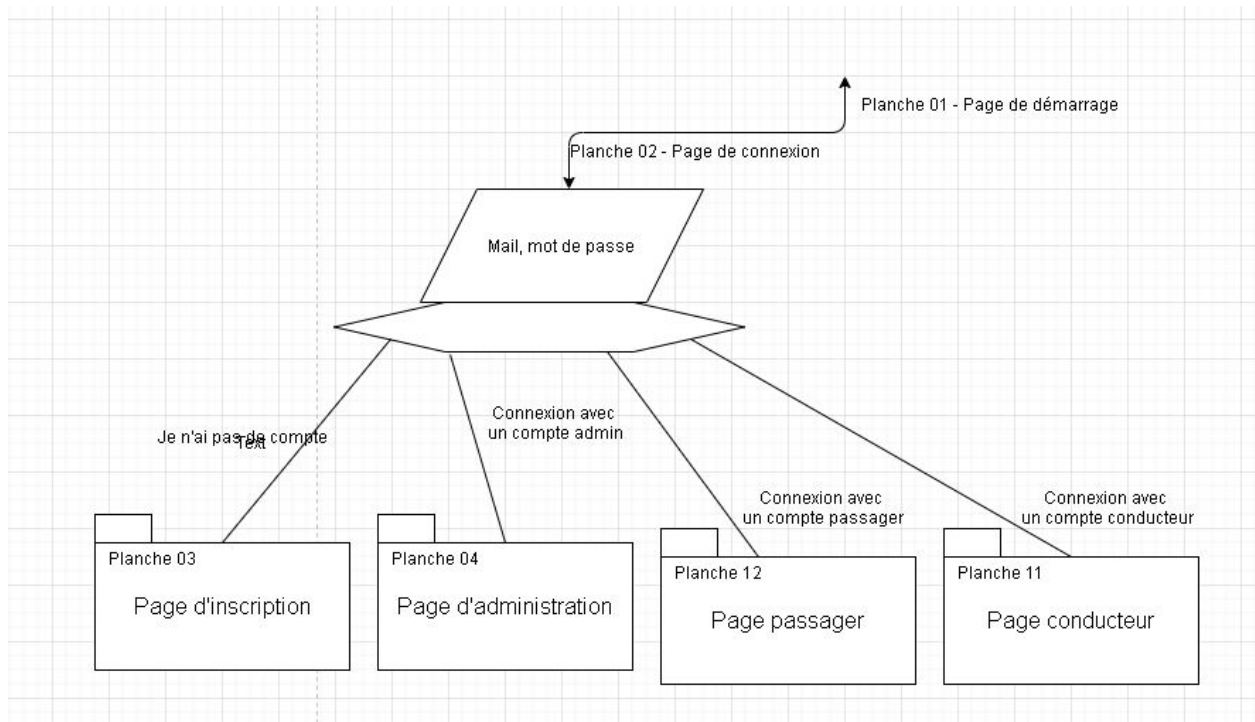 Planche 01 - Page de démarrage
Planche 02 - Page de connexion
Mail, mot de passe
Je n'ai pas de compte
Text
Connexion avec
un compte admin
Connexion avec
un compte passager
Connexion avec
un compte conducteur
Planche 03
Page d'inscription
Planche 04
Page d'administration
Planche 12
Page passager
Planche 11
Page conducteur